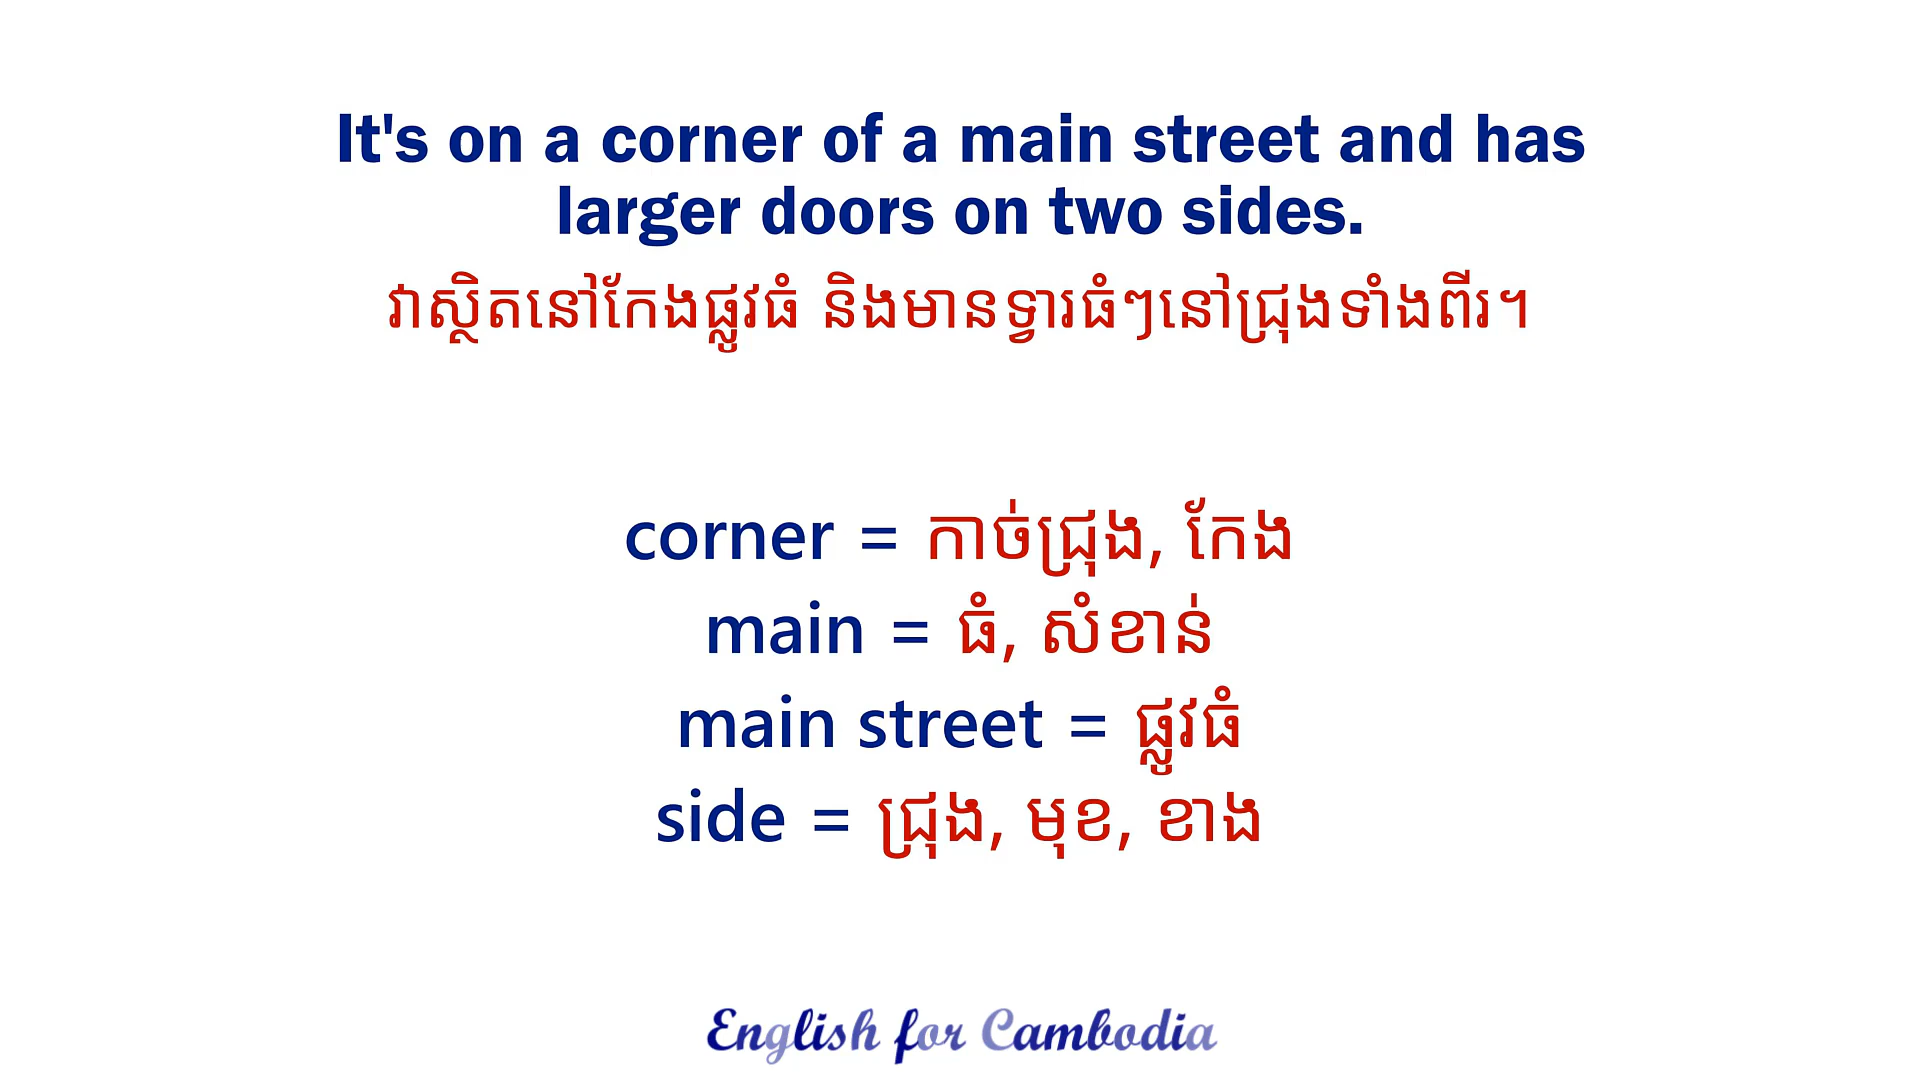 It's on a corner of a main street and has
larger doors on two sides.
វាស្ថិតនៅកែងផ្លូវធំ និងមានទ្វារធំៗនៅជ្រុងទាំងពីរ។
corner = កាច់ជ្រុង, កែង
main = ធំ, សំខាន់
main street = ផ្លូវធំ
side = ជ្រុង, មុខ, ខាង
English for Cambodia